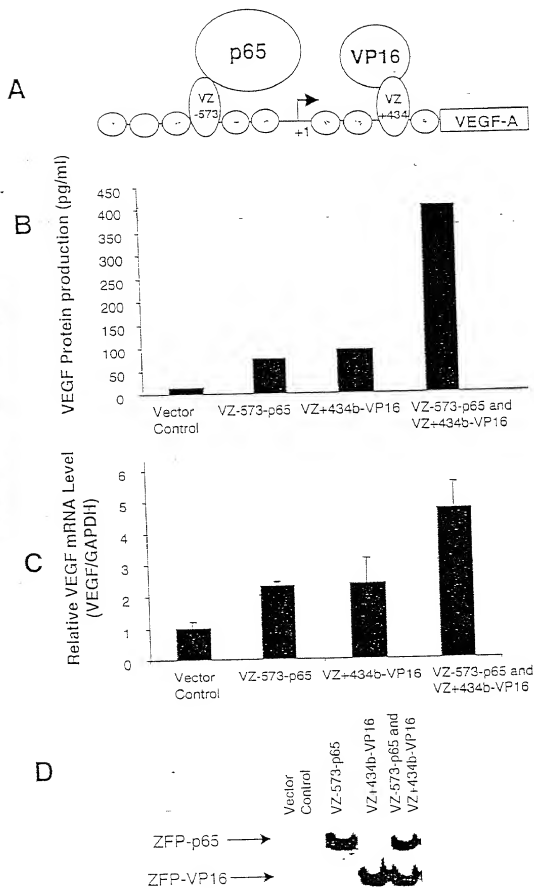 A
p65
VP16
VZ
-573
VZ
+434
+1
VEGF-A
B
VEGF Protein production (pg/ml)
450
400
350
300
250
200
150
100
50
0
Vector
Control
VZ-573-p65
VZ+434b-VP16
VZ-573-p65 and
VZ+434b-VP16
C
Relative VEGF mRNA Level
(VEGF/GAPDH)
6
5
4
3
2
1
0
Vector
Control
VZ-573-p65
VZ+434b-VP16
VZ-573-p65 and
VZ+434b-VP16
D
Vector
Control
VZ-573-p65
VZ+434b-VP16
VZ-573-p65 and
VZ+434b-VP16
ZFP-p65
ZFP-VP16